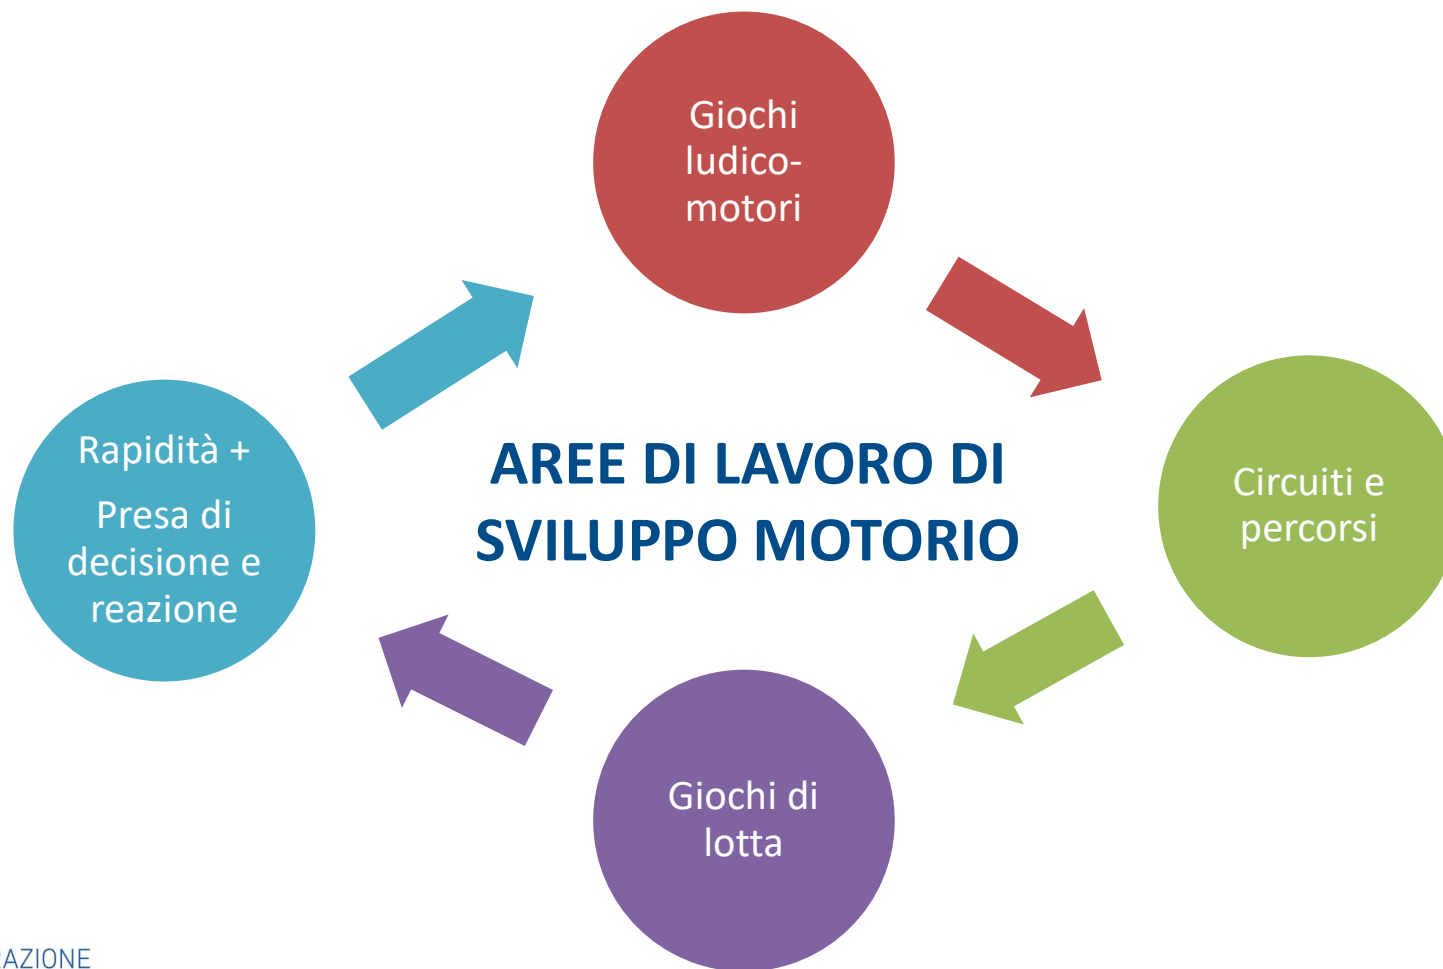 Giochi
ludico-
motori
Rapidità +
Presa di
decisione e
reazione
AREE DI LAVORO DI
SVILUPPO MOTORIO
Circuiti e
percorsi
Giochi di
lotta
AZIONE